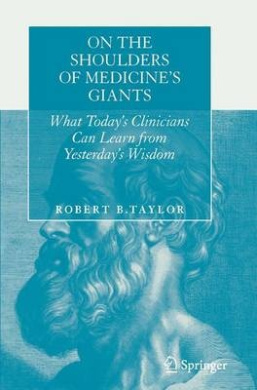 ON THE
SHOULDERS
OF MEDICINE'S
GIANTS
What Today's Clinicians
Can Learn from
Yesterday's Wisdom
ROBERT B. TAYLOR
Springer